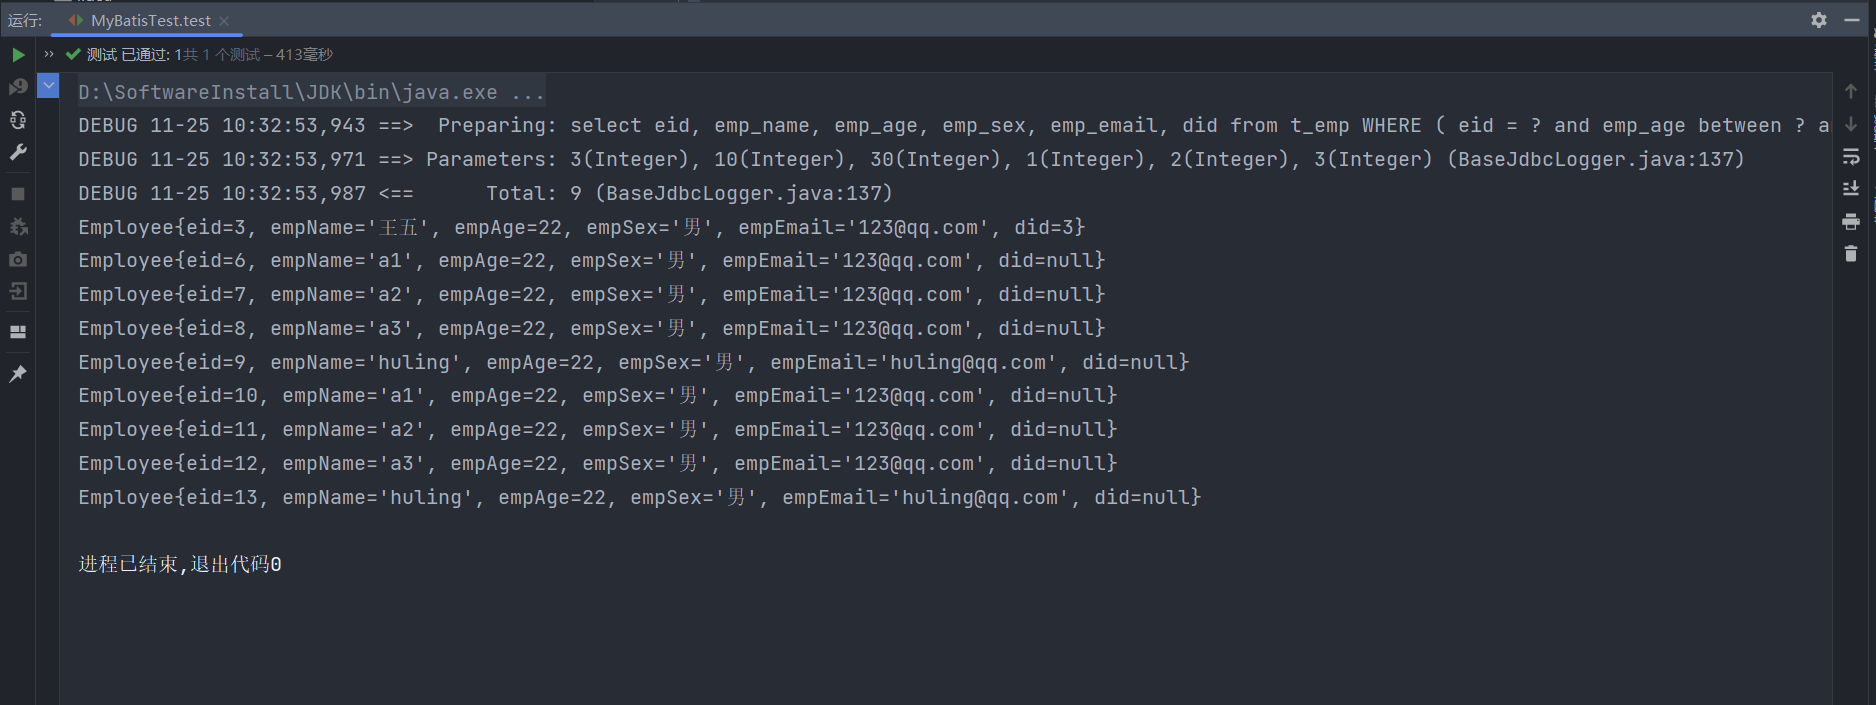 运行: MyBatisTest.test
测试 已通过: 1共 1 个测试 – 413毫秒
D:\SoftwareInstall\JDK\bin\java.exe ...
DEBUG 11-25 10:32:53,943 ==>  Preparing: select eid, emp_name, emp_age, emp_sex, emp_email, did from t_emp WHERE ( eid = ? and emp_age between ? a
DEBUG 11-25 10:32:53,971 ==> Parameters: 3(Integer), 10(Integer), 30(Integer), 1(Integer), 2(Integer), 3(Integer) (BaseJdbcLogger.java:137)
DEBUG 11-25 10:32:53,987 <==      Total: 9 (BaseJdbcLogger.java:137)
Employee{eid=3, empName='王五', empAge=22, empSex='男', empEmail='123@qq.com', did=3}
Employee{eid=6, empName='a1', empAge=22, empSex='男', empEmail='123@qq.com', did=null}
Employee{eid=7, empName='a2', empAge=22, empSex='男', empEmail='123@qq.com', did=null}
Employee{eid=8, empName='a3', empAge=22, empSex='男', empEmail='123@qq.com', did=null}
Employee{eid=9, empName='huling', empAge=22, empSex='男', empEmail='huling@qq.com', did=null}
Employee{eid=10, empName='a1', empAge=22, empSex='男', empEmail='123@qq.com', did=null}
Employee{eid=11, empName='a2', empAge=22, empSex='男', empEmail='123@qq.com', did=null}
Employee{eid=12, empName='a3', empAge=22, empSex='男', empEmail='123@qq.com', did=null}
Employee{eid=13, empName='huling', empAge=22, empSex='男', empEmail='huling@qq.com', did=null}
进程已结束,退出代码0